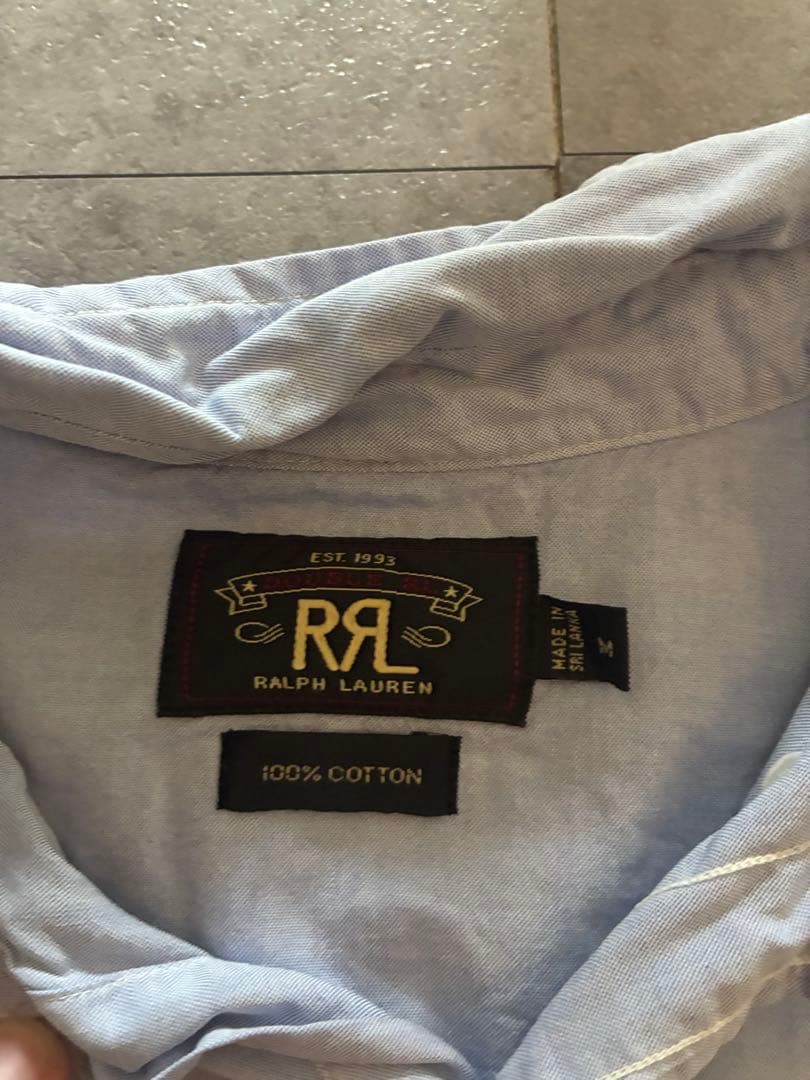 EST. 1993
DOUBLE RL
RRL
RALPH LAUREN
MADE IN
SRI LANKA
M
100% COTTON